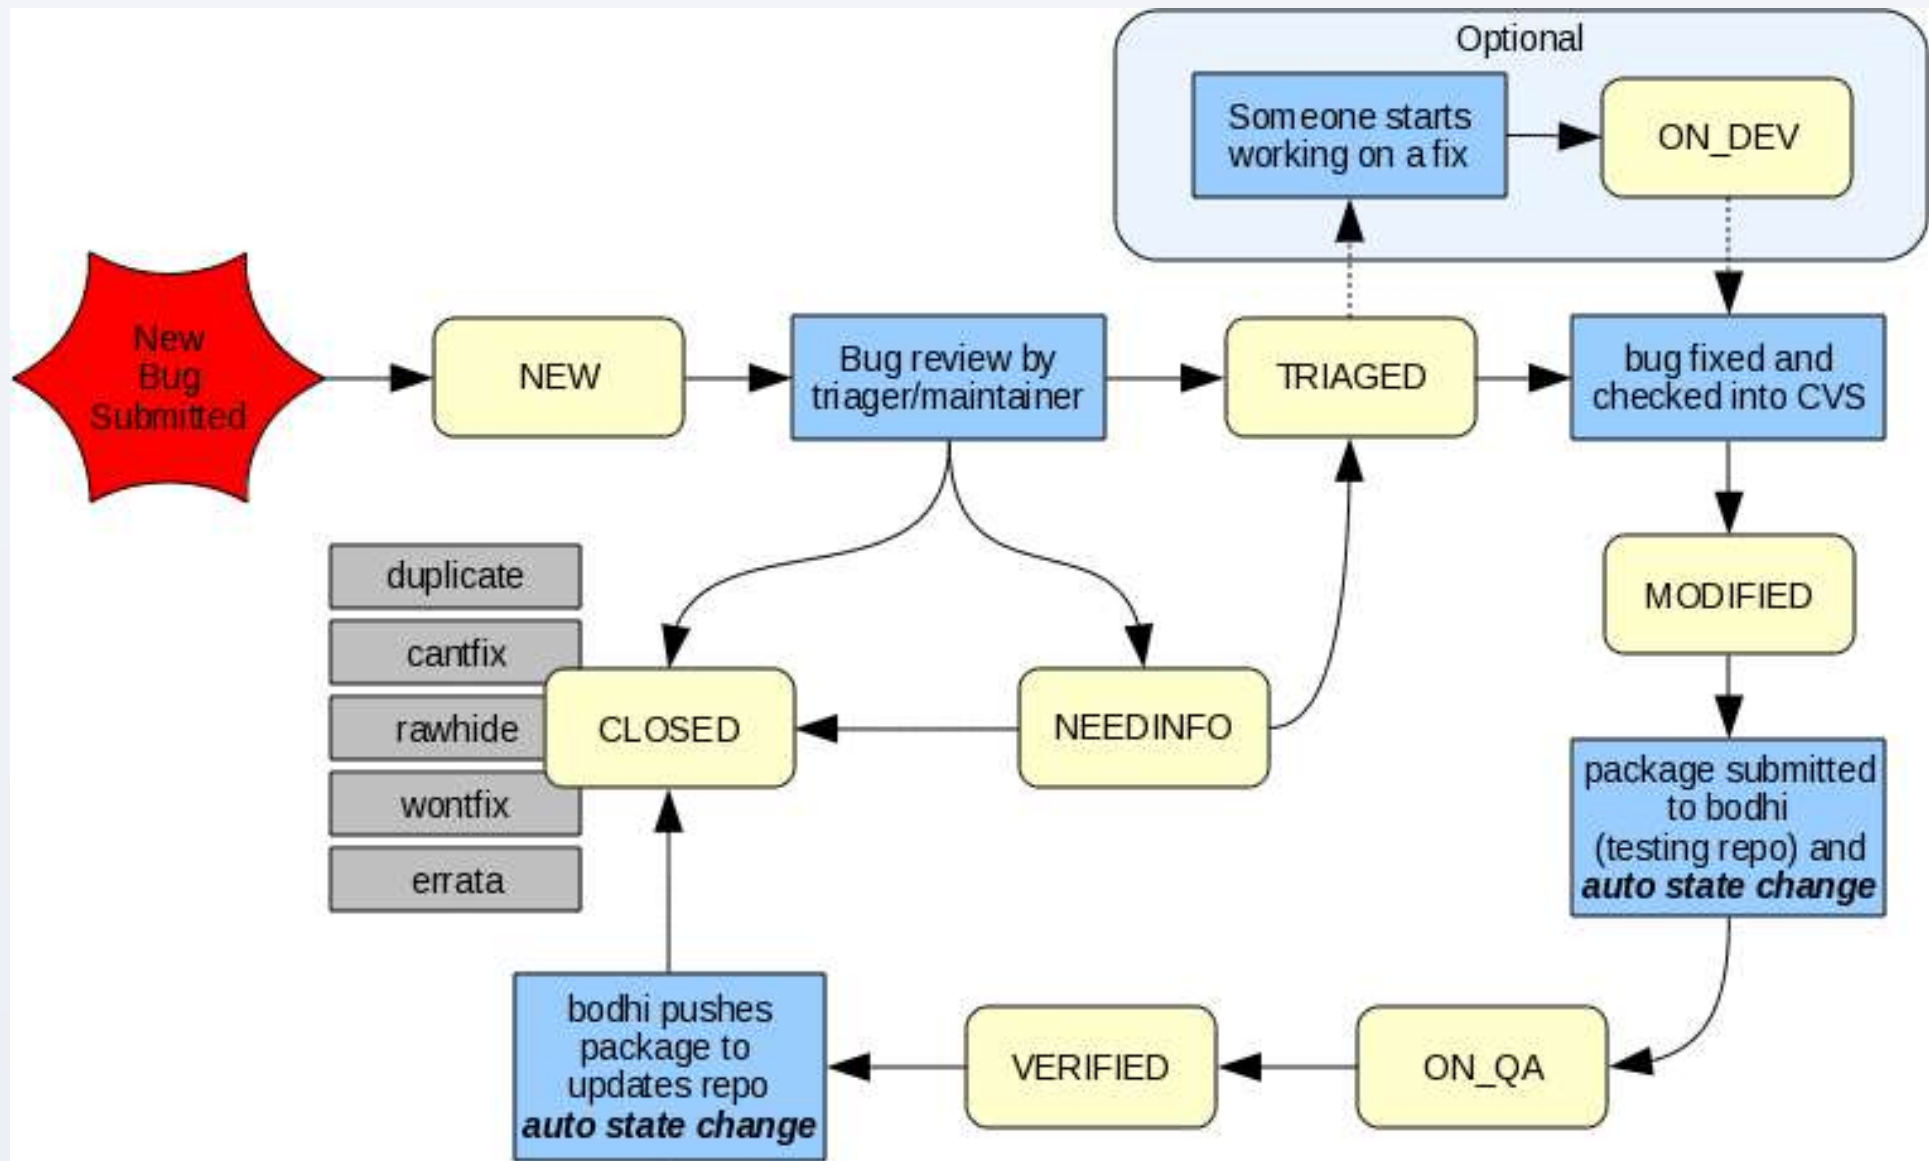 Optional
Someone starts
working on a fix
ON_DEV
New
Bug
Submitted
NEW
Bug review by
triager/maintainer
TRIAGED
bug fixed and
checked into CVS
duplicate
cantfix
rawhide
wontfix
errata
CLOSED
NEEDINFO
MODIFIED
package submitted
to bodhi
(testing repo) and
auto state change
bodhi pushes
package to
updates repo
auto state change
VERIFIED
ON_QA